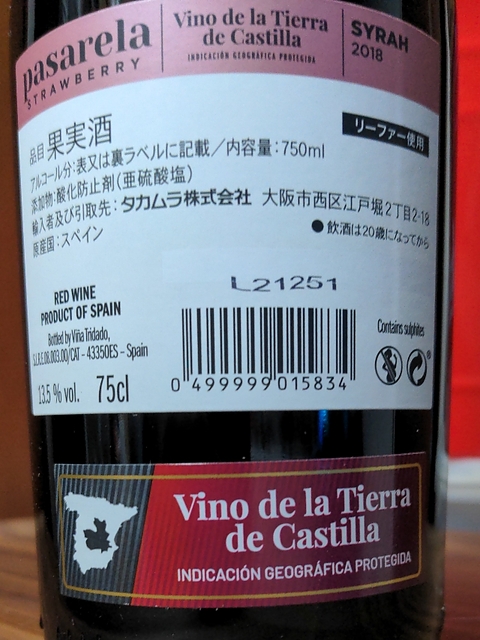 pasarela
STRAWBERRY
Vino de la Tierra
de Castilla
INDICACIÓN GEOGRÁFICA PROTEGIDA
SYRAH
2018
リーファー使用
品目 果実酒
アルコール分:表又は裏ラベルに記載／内容量:750ml
添加物:酸化防止剤(亜硫酸塩)
輸入者及び引取先:タカムラ株式会社 大阪市西区江戸堀2丁目2-18
原産国:スペイン
●飲酒は20歳になってから
L21251
RED WINE
PRODUCT OF SPAIN
Bottled by Viña Tridado,
43350ES - Spain
13.5 % vol. 75cl
0 499999 015834
Contains sulphites
Vino de la Tierra
de Castilla
INDICACIÓN GEOGRÁFICA PROTEGIDA